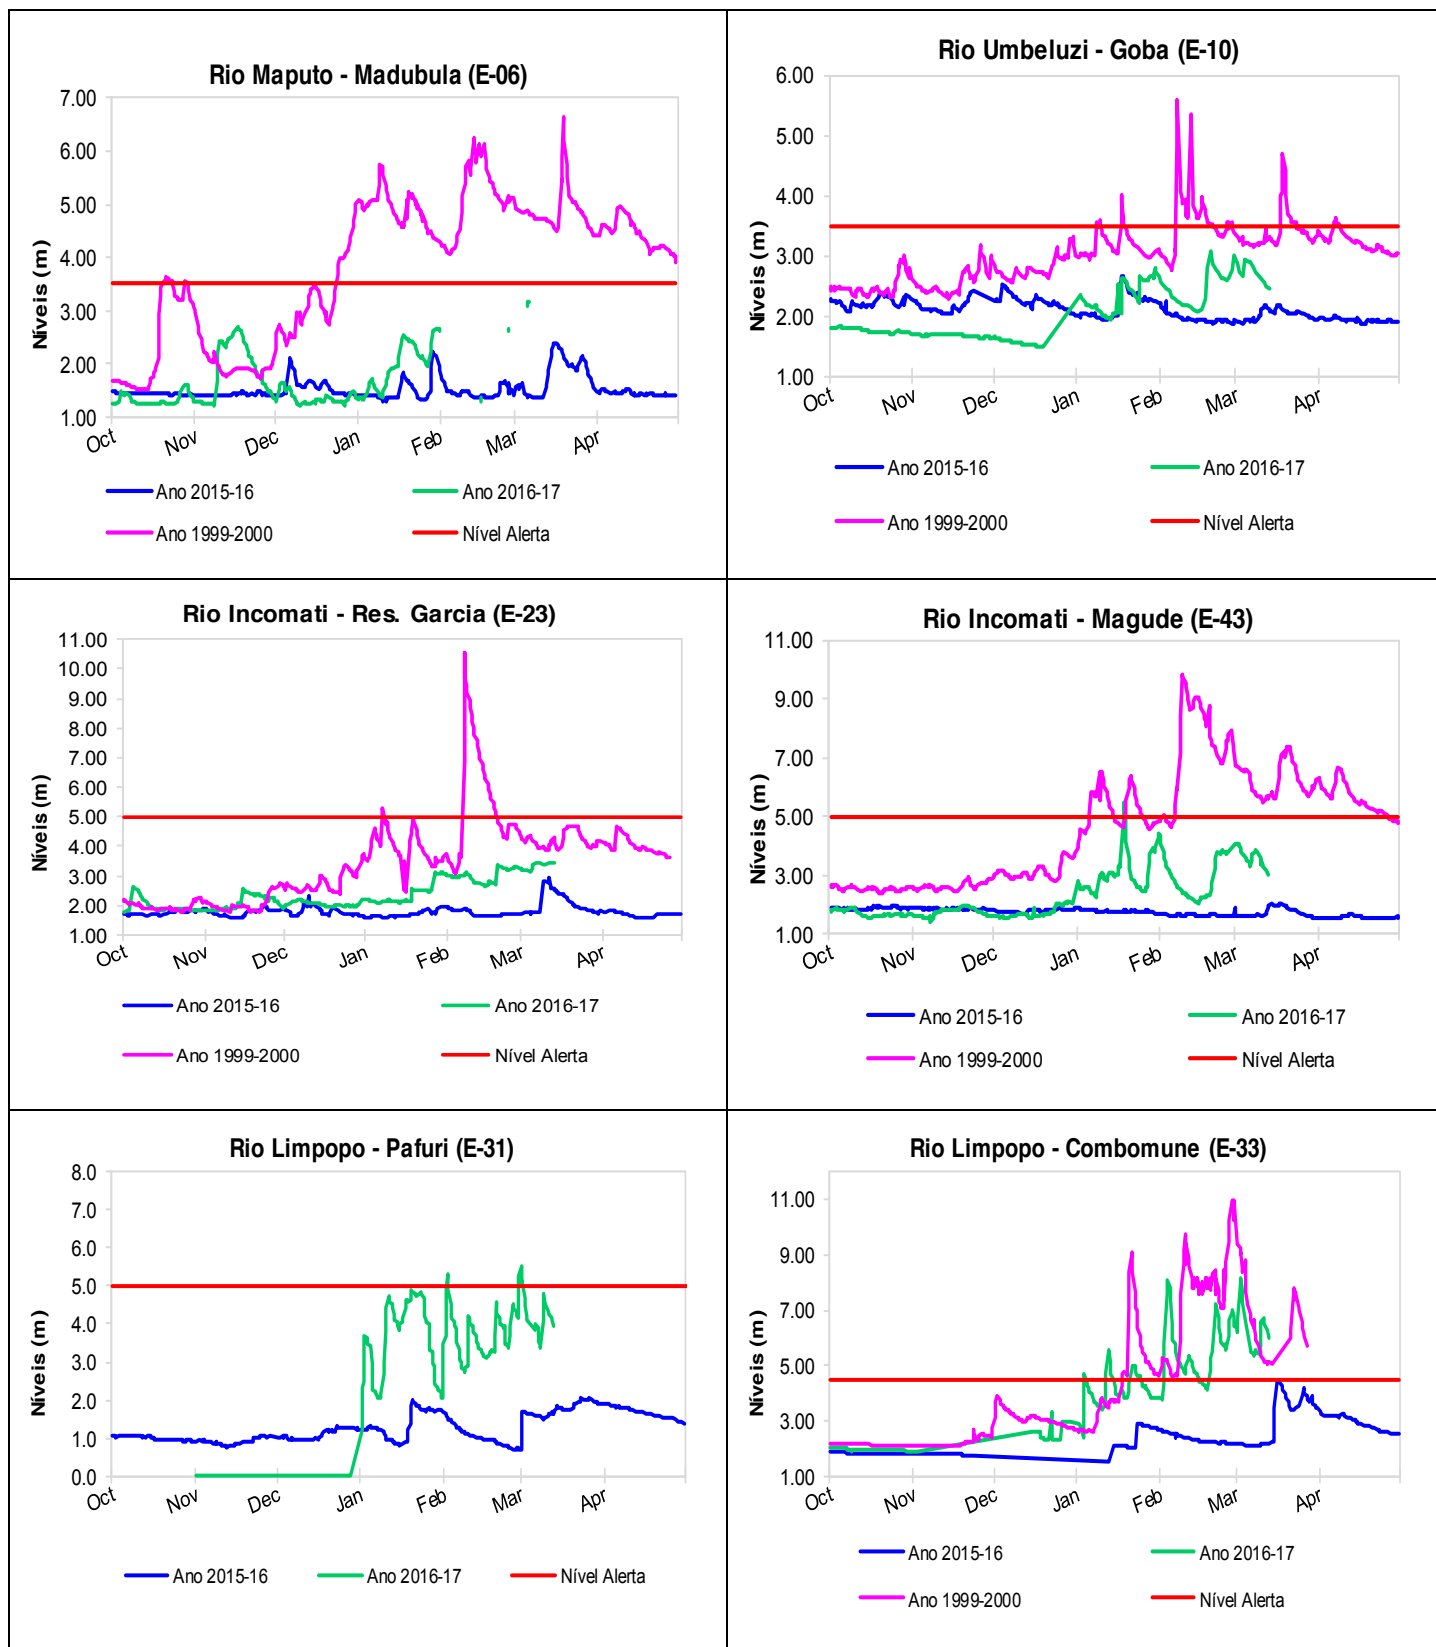 Rio Maputo - Madubula (E-06)
Níveis (m)
7.00
6.00
5.00
4.00
3.00
2.00
1.00
Oct Nov Dec Jan Feb Mar Apr
Ano 2015-16 Ano 2016-17
Ano 1999-2000 Nível Alerta
Rio Umbeluzi - Goba (E-10)
Níveis (m)
6.00
5.00
4.00
3.00
2.00
1.00
Oct Nov Dec Jan Feb Mar Apr
Ano 2015-16 Ano 2016-17
Ano 1999-2000 Nível Alerta
Rio Incomati - Res. Garcia (E-23)
Níveis (m)
11.00
10.00
9.00
8.00
7.00
6.00
5.00
4.00
3.00
2.00
1.00
Oct Nov Dec Jan Feb Mar Apr
Ano 2015-16 Ano 2016-17
Ano 1999-2000 Nível Alerta
Rio Incomati - Magude (E-43)
Níveis (m)
11.00
9.00
7.00
5.00
3.00
1.00
Oct Nov Dec Jan Feb Mar Apr
Ano 2015-16 Ano 2016-17
Ano 1999-2000 Nível Alerta
Rio Limpopo - Pafuri (E-31)
Níveis (m)
8.0
7.0
6.0
5.0
4.0
3.0
2.0
1.0
0.0
Oct Nov Dec Jan Feb Mar Apr
Ano 2015-16 Ano 2016-17 Nível Alerta
Rio Limpopo - Combomune (E-33)
Níveis (m)
11.00
9.00
7.00
5.00
3.00
1.00
Oct Nov Dec Jan Feb Mar Apr
Ano 2015-16 Ano 2016-17
Ano 1999-2000 Nível Alerta